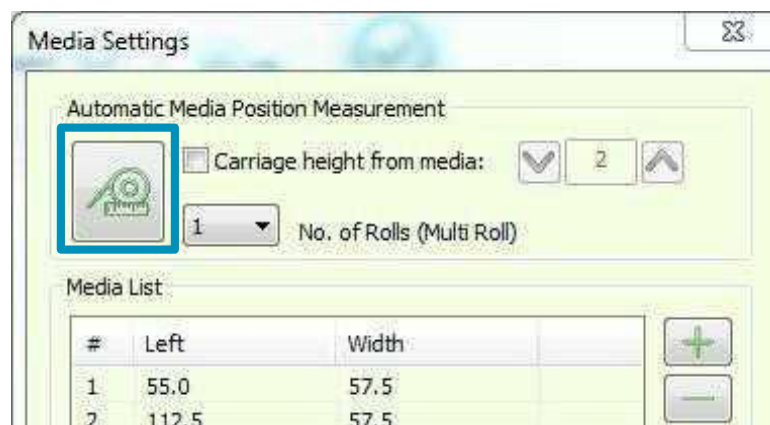 Media Settings
Automatic Media Position Measurement
Carriage height from media: 2
1 No. of Rolls (Multi Roll)
Media List
# Left Width
1 55.0 57.5
2 112.5 57.5